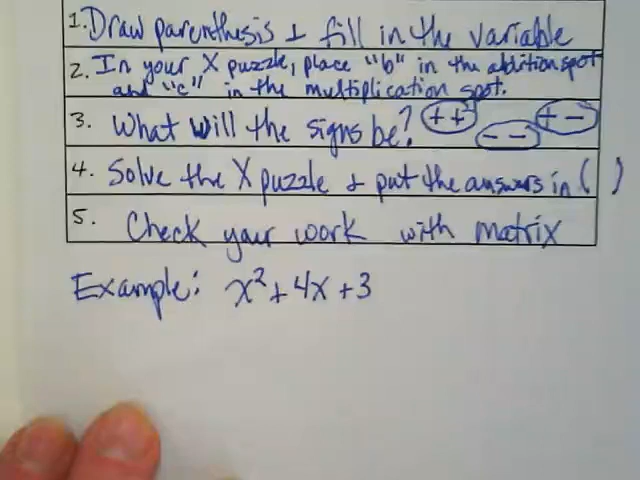 1. Draw parenthesis + fill in the variable
2. In your X puzzle, place "b" in the addition spot
and "c" in the multiplication spot.
3. What will the signs be? ++ -- +-
4. Solve the X puzzle + put the answers in ( )
5. Check your work with matrix
Example: x²+4x+3